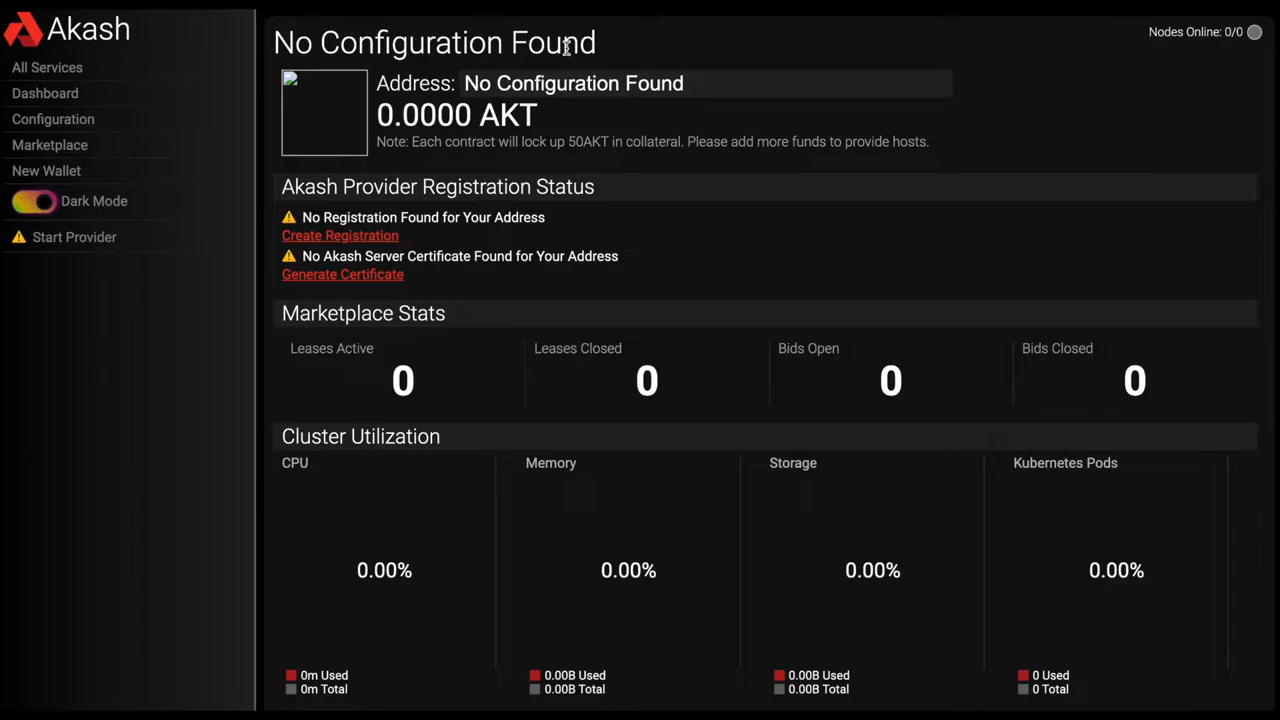 Akash
All Services
Dashboard
Configuration
Marketplace
New Wallet
Dark Mode
Start Provider
No Configuration Found
Nodes Online: 0/0
Address: No Configuration Found
0.0000 AKT
Note: Each contract will lock up 50AKT in collateral. Please add more funds to provide hosts.
Akash Provider Registration Status
No Registration Found for Your Address
Create Registration
No Akash Server Certificate Found for Your Address
Generate Certificate
Marketplace Stats
Leases Active
0
Leases Closed
0
Bids Open
0
Bids Closed
0
Cluster Utilization
CPU
0.00%
0m Used
0m Total
Memory
0.00%
0.00B Used
0.00B Total
Storage
0.00%
0.00B Used
0.00B Total
Kubernetes Pods
0.00%
0 Used
0 Total